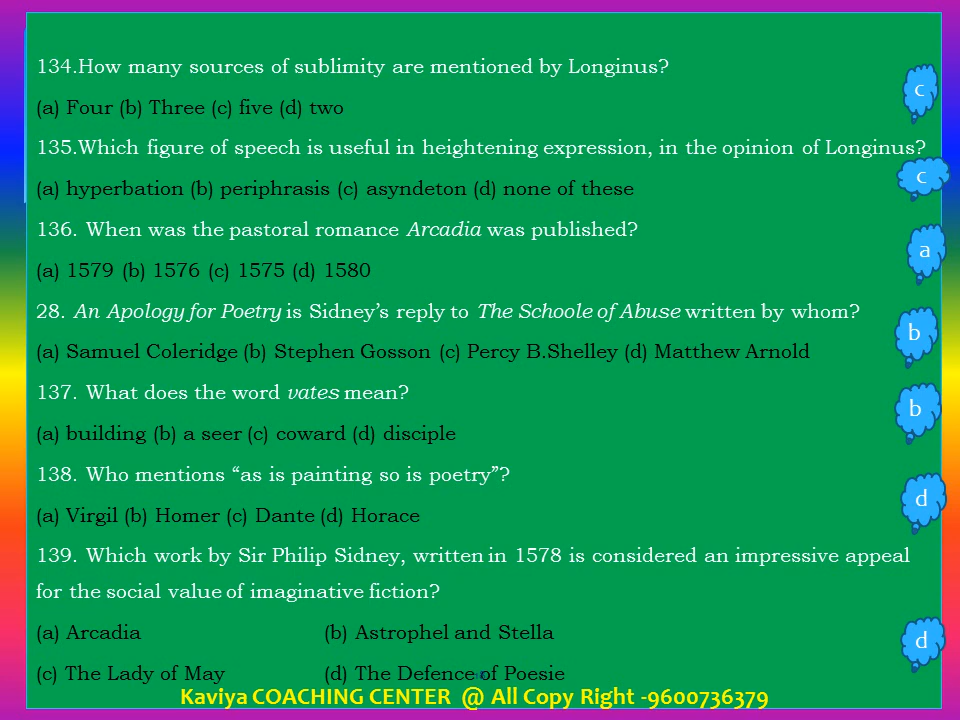 134.How many sources of sublimity are mentioned by Longinus?
c
(a) Four (b) Three (c) five (d) two
135.Which figure of speech is useful in heightening expression, in the opinion of Longinus?
c
(a) hyperbation (b) periphrasis (c) asyndeton (d) none of these
136. When was the pastoral romance Arcadia was published?
a
(a) 1579 (b) 1576 (c) 1575 (d) 1580
28. An Apology for Poetry is Sidney's reply to The Schoole of Abuse written by whom?
b
(a) Samuel Coleridge (b) Stephen Gosson (c) Percy B.Shelley (d) Matthew Arnold
137. What does the word vates mean?
b
(a) building (b) a seer (c) coward (d) disciple
138. Who mentions “as is painting so is poetry”?
d
(a) Virgil (b) Homer (c) Dante (d) Horace
139. Which work by Sir Philip Sidney, written in 1578 is considered an impressive appeal
for the social value of imaginative fiction?
(a) Arcadia (b) Astrophel and Stella
d
(c) The Lady of May (d) The Defence of Poesie
Kaviya COACHING CENTER @ All Copy Right -9600736379